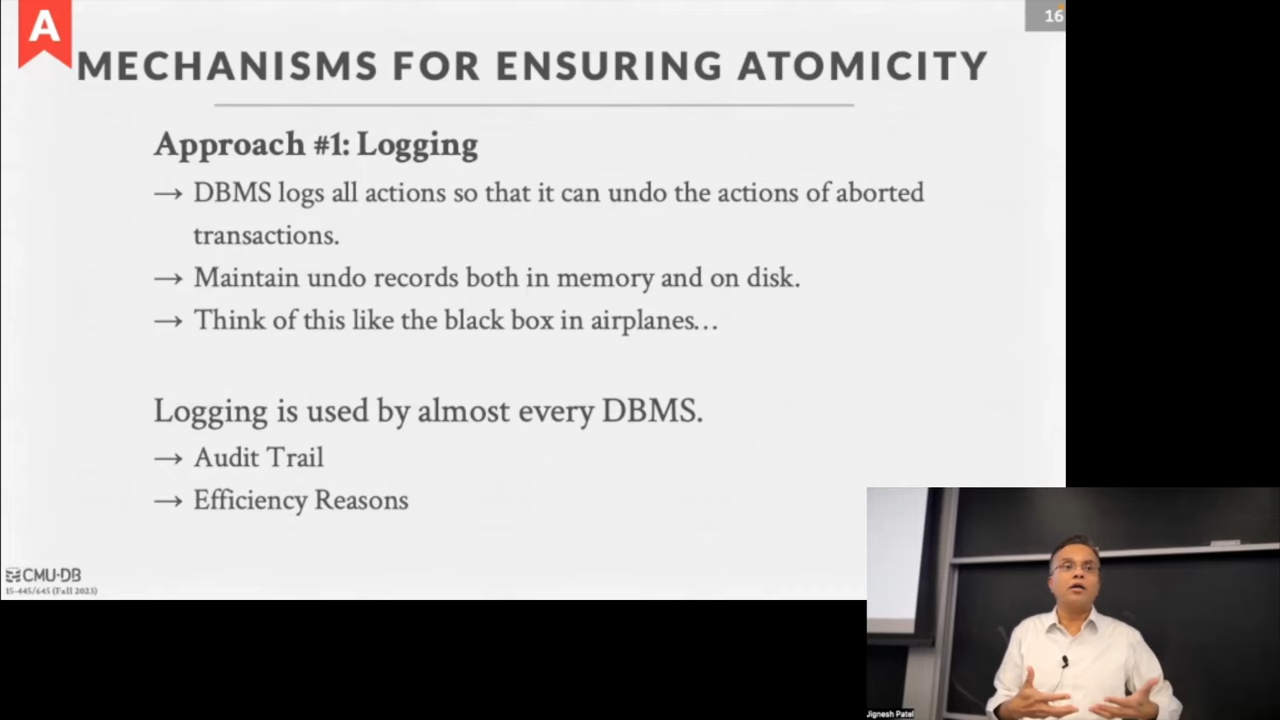 A
16
MECHANISMS FOR ENSURING ATOMICITY
Approach #1: Logging
→ DBMS logs all actions so that it can undo the actions of aborted
transactions.
→ Maintain undo records both in memory and on disk.
→ Think of this like the black box in airplanes…
Logging is used by almost every DBMS.
→ Audit Trail
→ Efficiency Reasons
CMU·DB
15-445/645 (Fall 2023)
Jignesh Patel